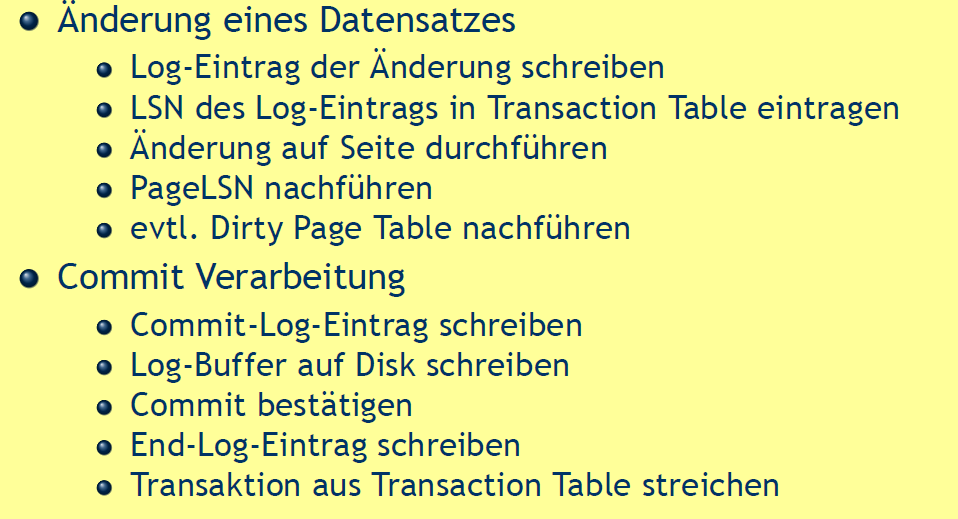 Änderung eines Datensatzes
Log-Eintrag der Änderung schreiben
LSN des Log-Eintrags in Transaction Table eintragen
Änderung auf Seite durchführen
PageLSN nachführen
evtl. Dirty Page Table nachführen
Commit Verarbeitung
Commit-Log-Eintrag schreiben
Log-Buffer auf Disk schreiben
Commit bestätigen
End-Log-Eintrag schreiben
Transaktion aus Transaction Table streichen